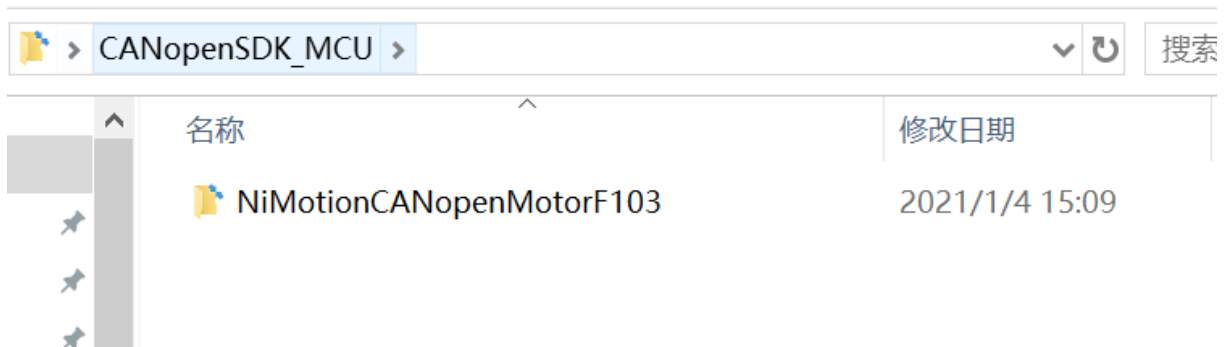 CANopenSDK_MCU
搜索
名称 修改日期
NiMotionCANopenMotorF103 2021/1/4 15:09